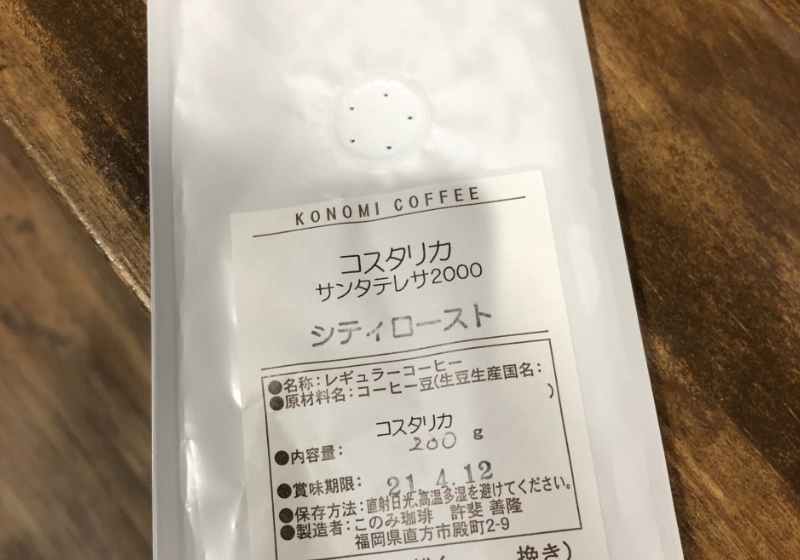 KONOMI COFFEE
コスタリカ
サンタテレサ2000
シティロースト
●名称:レギュラーコーヒー
●原材料名:コーヒー豆(生豆生産国名:
)
コスタリカ
●内容量: 200 g
●賞味期限: 21.4.12
●保存方法:直射日光、高温多湿を避けてください。
●製造者:このみ珈琲 許斐 善隆
福岡県直方市殿町2-9
挽き)